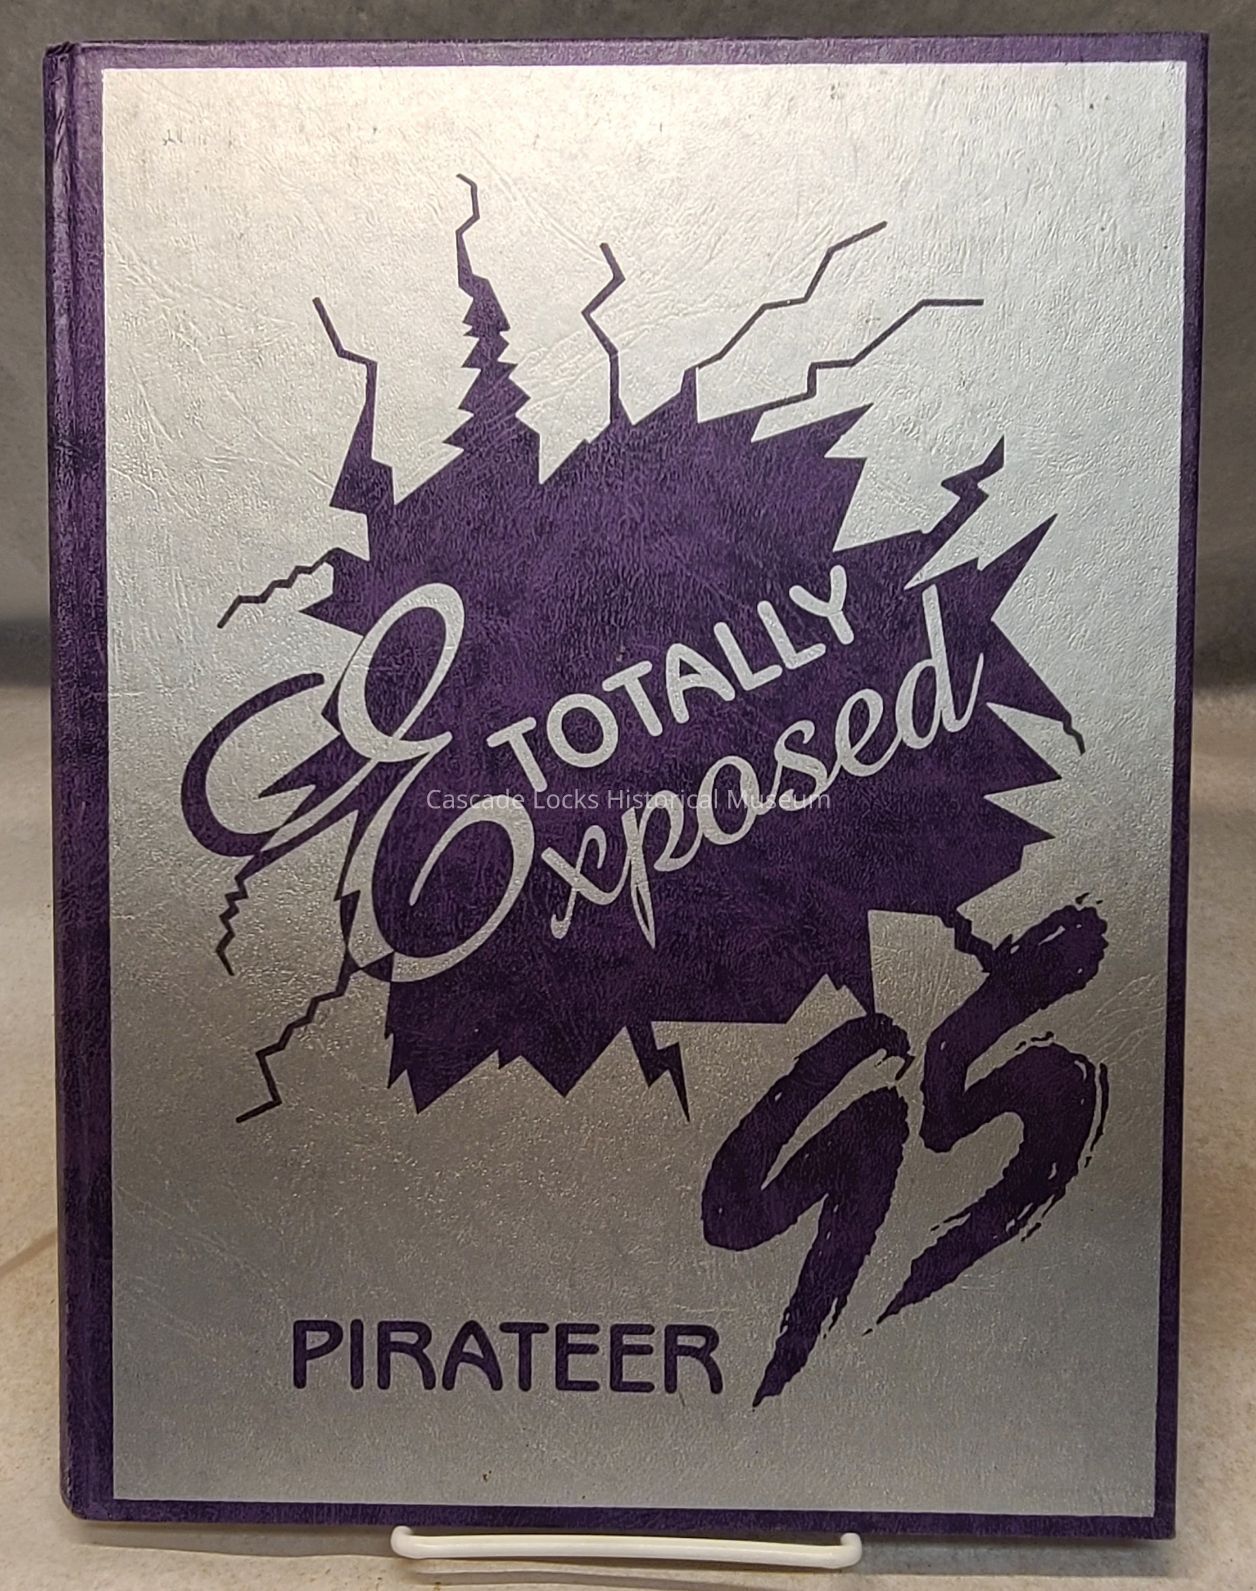 TOTALLY
Exposed
Cascade Locks Historical Museum
95
PIRATEER